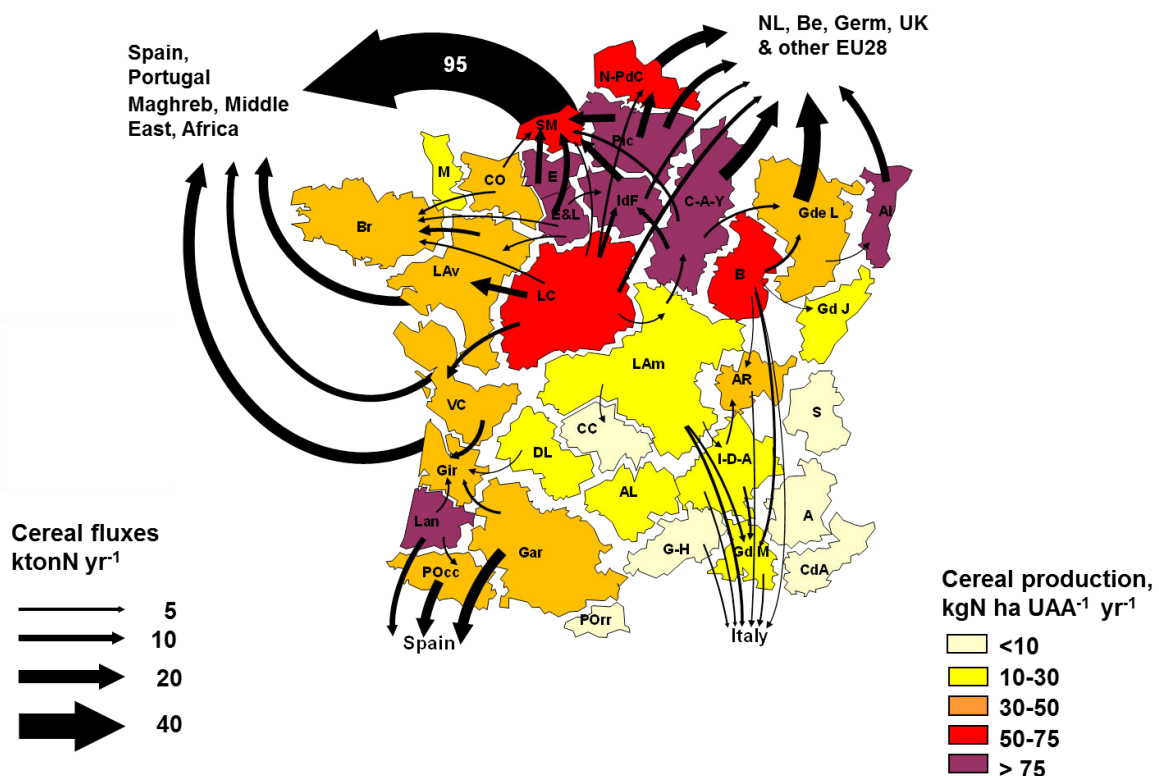 NL, Be, Germ, UK
& other EU28
Spain,
Portugal
Maghreb, Middle
East, Africa
95
N-PdC
SM
Pic
M
CO
E
IdF
C-A-Y
E&L
Gde L
Al
Br
LAv
LC
B
Gd J
LAm
AR
VC
CC
S
DL
I-D-A
Gir
AL
Lan
Gar
A
G-H
Gd M
POcc
CdA
POrr
Spain
Italy
Cereal fluxes
ktonN yr-1
5
10
20
40
Cereal production,
kgN ha UAA-1 yr-1
<10
10-30
30-50
50-75
> 75